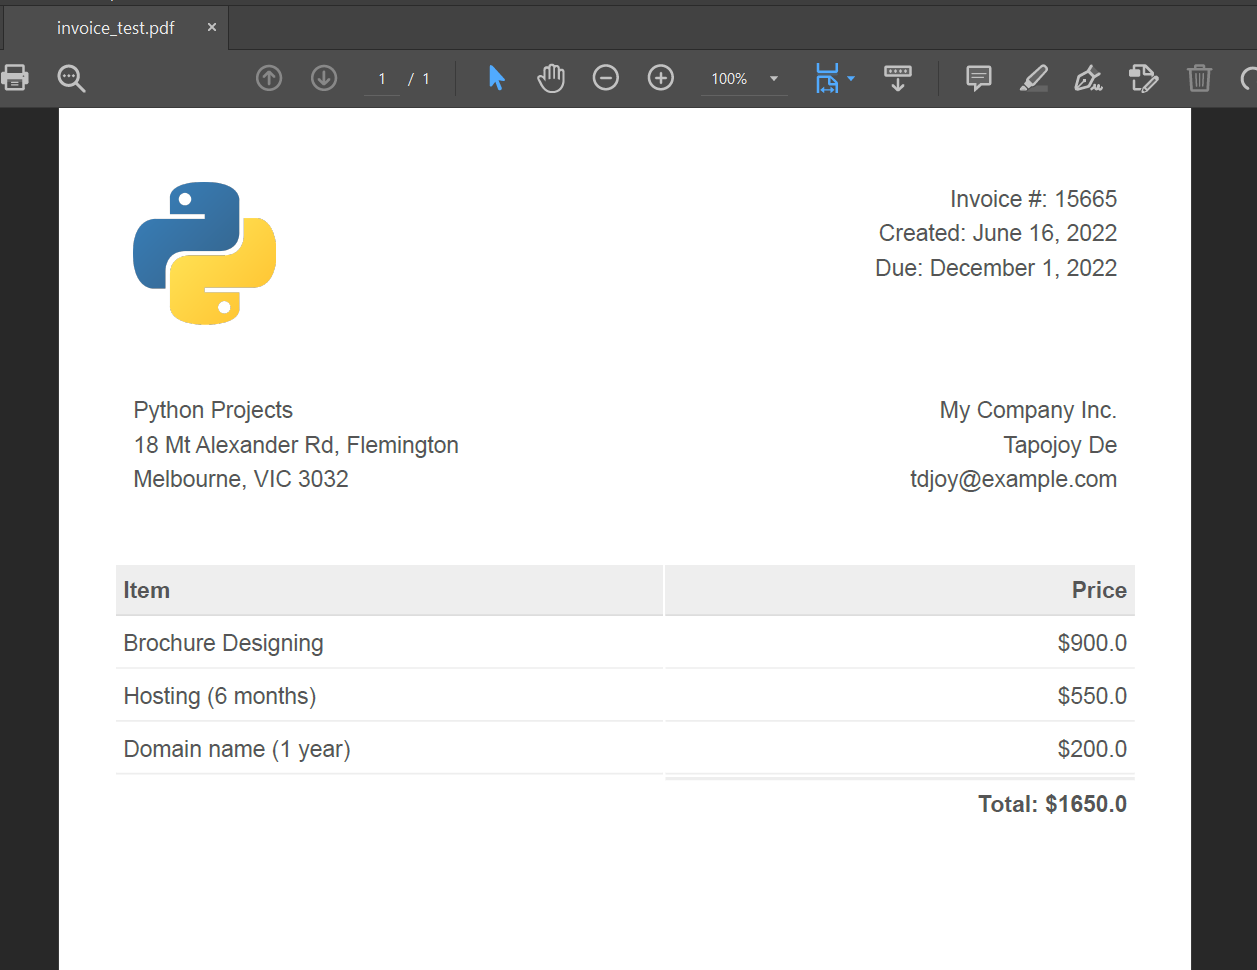 invoice_test.pdf ×
1 / 1 100%
Invoice #: 15665
Created: June 16, 2022
Due: December 1, 2022
Python Projects
18 Mt Alexander Rd, Flemington
Melbourne, VIC 3032
My Company Inc.
Tapojoy De
tdjoy@example.com
Item Price
Brochure Designing $900.0
Hosting (6 months) $550.0
Domain name (1 year) $200.0
Total: $1650.0